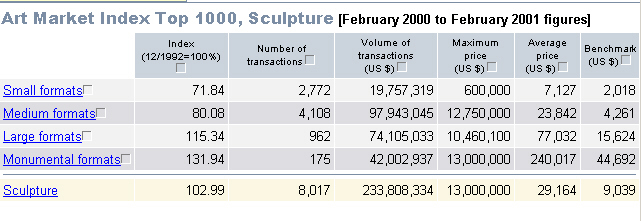 Art Market Index Top 1000, Sculpture [February 2000 to February 2001 figures]
Index (12/1992=100%) Number of transactions Volume of transactions (US $) Maximum price (US $) Average price (US $) Benchmark (US $)
Small formats 71.84 2,772 19,757,319 600,000 7,127 2,018
Medium formats 80.08 4,108 97,943,045 12,750,000 23,842 4,261
Large formats 115.34 962 74,105,033 10,460,100 77,032 15,624
Monumental formats 131.94 175 42,002,937 13,000,000 240,017 44,692
Sculpture 102.99 8,017 233,808,334 13,000,000 29,164 9,039